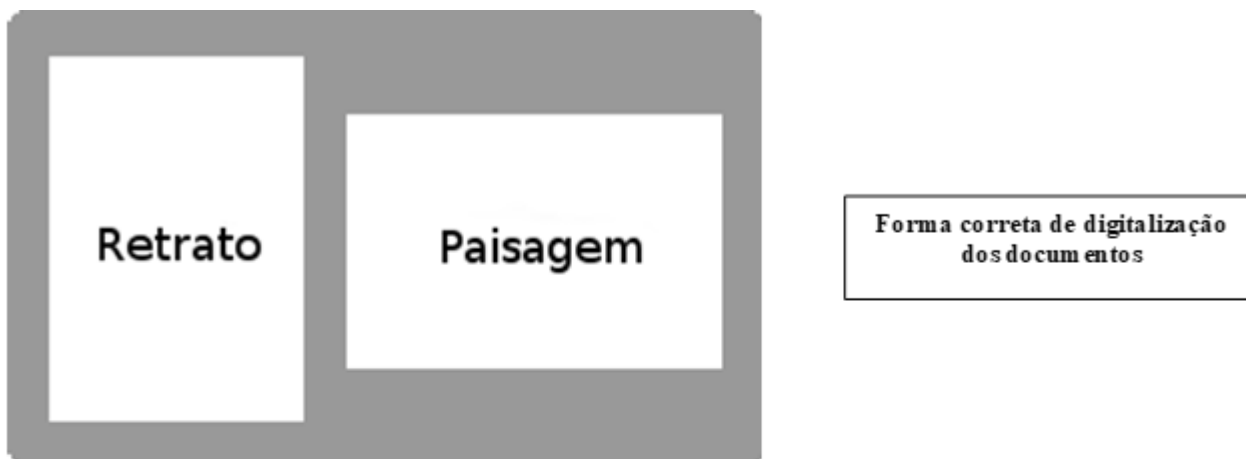 Retrato
Paisagem
Forma correta de digitalização
dos documentos